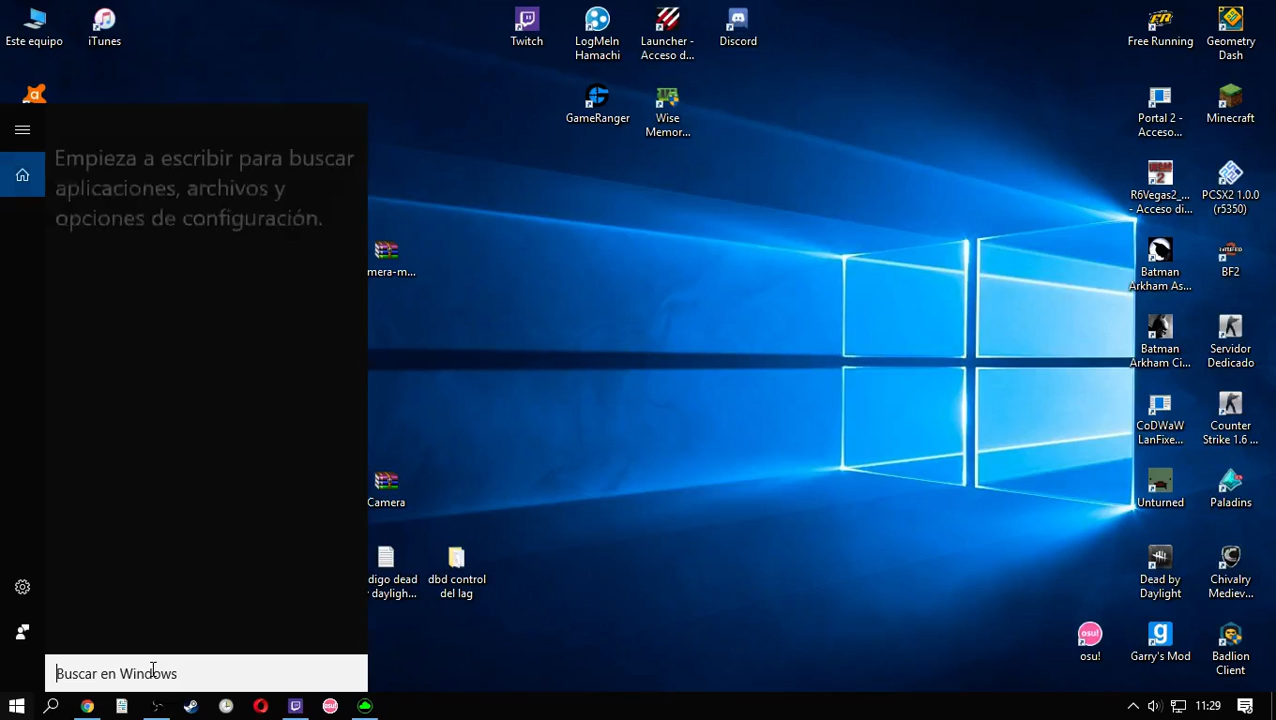 Este equipo
iTunes
Twitch
LogMeIn
Hamachi
Launcher -
Acceso d...
Discord
Free Running
Geometry
Dash
GameRanger
Wise
Memor...
Portal 2 -
Acceso...
Minecraft
Empieza a escribir para buscar
aplicaciones, archivos y
opciones de configuración.
R6Vegas2_...
- Acceso di...
PCSX2 1.0.0
(r5350)
mera-m...
Batman
Arkham As...
BF2
Batman
Arkham Ci...
Servidor
Dedicado
CoDWaW
LanFixe...
Counter
Strike 1.6 ...
Camera
Unturned
Paladins
digo dead
daylígh...
dbd control
del lag
Dead by
Daylight
Chivalry
Mediev...
osu!
osu!
Garry's Mod
Badlion
Client
Buscar en Windows
11:29